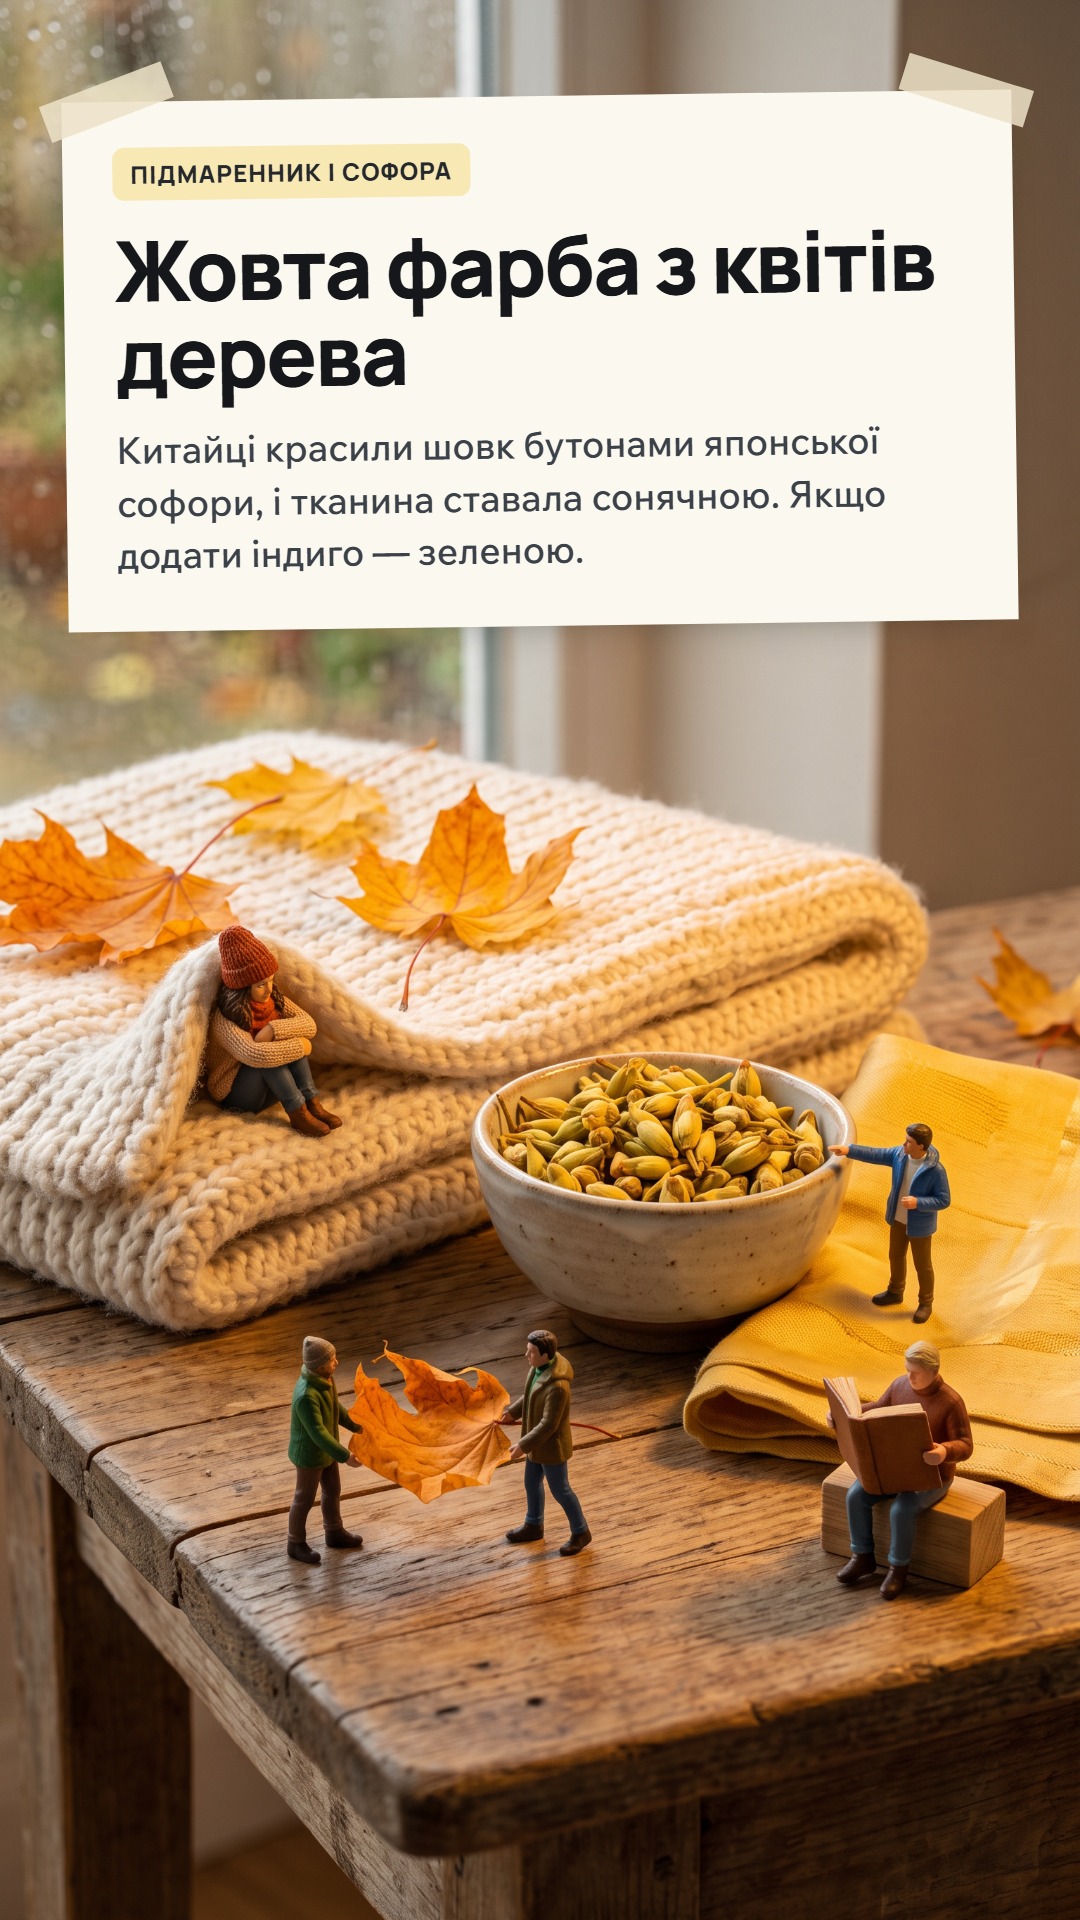 ПІДМАРЕННИК І СОФОРА
Жовта фарба з квітів
дерева
Китайці красили шовк бутонами японської
софори, і тканина ставала сонячною. Якщо
додати індиго — зеленою.